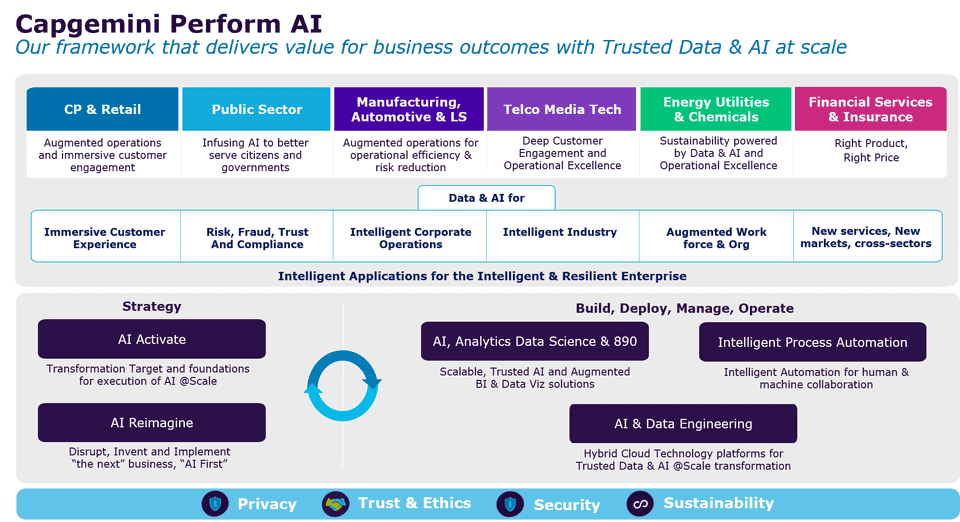 Capgemini Perform AI
Our framework that delivers value for business outcomes with Trusted Data & AI at scale
CP & Retail
Augmented operations
and immersive customer
engagement
Public Sector
Infusing AI to better
serve citizens and
governments
Manufacturing,
Automotive & LS
Augmented operations for
operational efficiency &
risk reduction
Telco Media Tech
Deep Customer
Engagement and
Operational Excellence
Energy Utilities
& Chemicals
Sustainability powered
by Data & AI and
Operational Excellence
Financial Services
& Insurance
Right Product,
Right Price
Data & AI for
Immersive Customer
Experience
Risk, Fraud, Trust
And Compliance
Intelligent Corporate
Operations
Intelligent Industry
Augmented Work
force & Org
New services, New
markets, cross-sectors
Intelligent Applications for the Intelligent & Resilient Enterprise
Strategy
AI Activate
Transformation Target and foundations
for execution of AI @Scale
AI Reimagine
Disrupt, Invent and Implement
“the next” business, “AI First”
Build, Deploy, Manage, Operate
AI, Analytics Data Science & 890
Scalable, Trusted AI and Augmented
BI & Data Viz solutions
Intelligent Process Automation
Intelligent Automation for human &
machine collaboration
AI & Data Engineering
Hybrid Cloud Technology platforms for
Trusted Data & AI @Scale transformation
Privacy
Trust & Ethics
Security
Sustainability